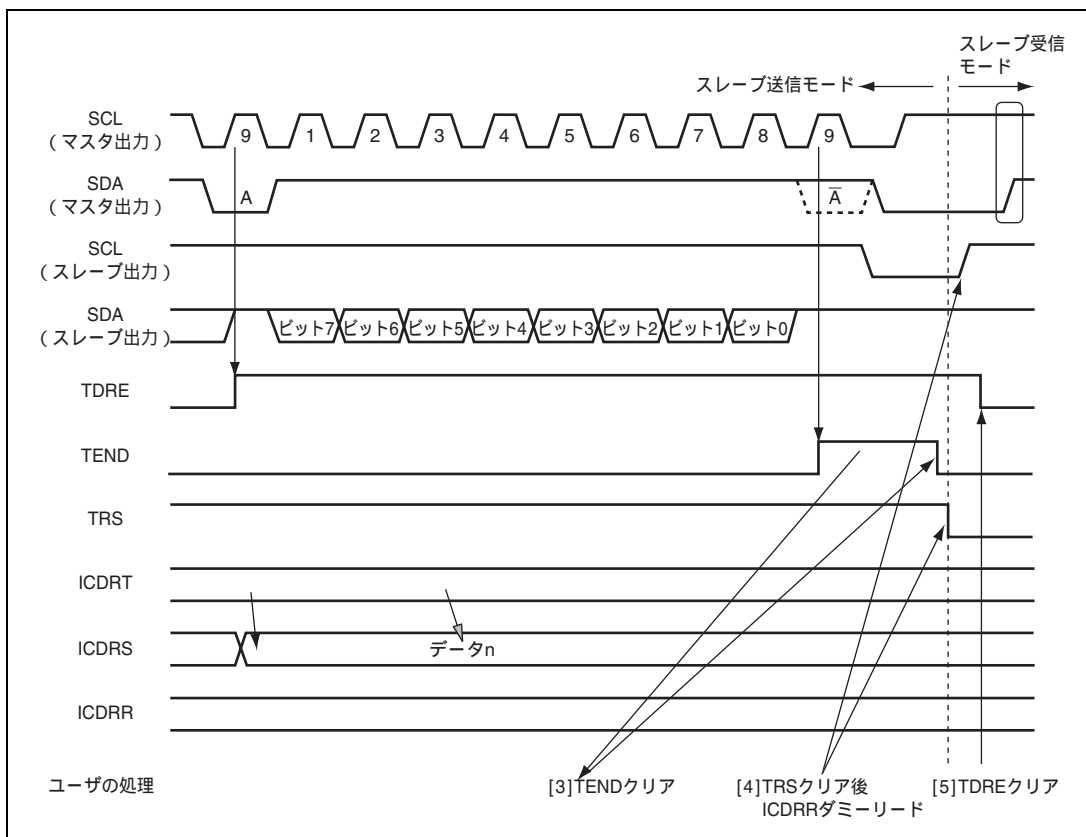 スレーブ受信
モード
スレーブ送信モード
SCL
(マスタ出力)
9 1 2 3 4 5 6 7 8 9
SDA
(マスタ出力)
A A̅
SCL
(スレーブ出力)
SDA
(スレーブ出力)
ビット7 ビット6 ビット5 ビット4 ビット3 ビット2 ビット1 ビット0
TDRE
TEND
TRS
ICDRT
ICDRS
データn
ICDRR
ユーザの処理
[3]TENDクリア
[4]TRSクリア後
ICDRRダミーリード
[5]TDREクリア